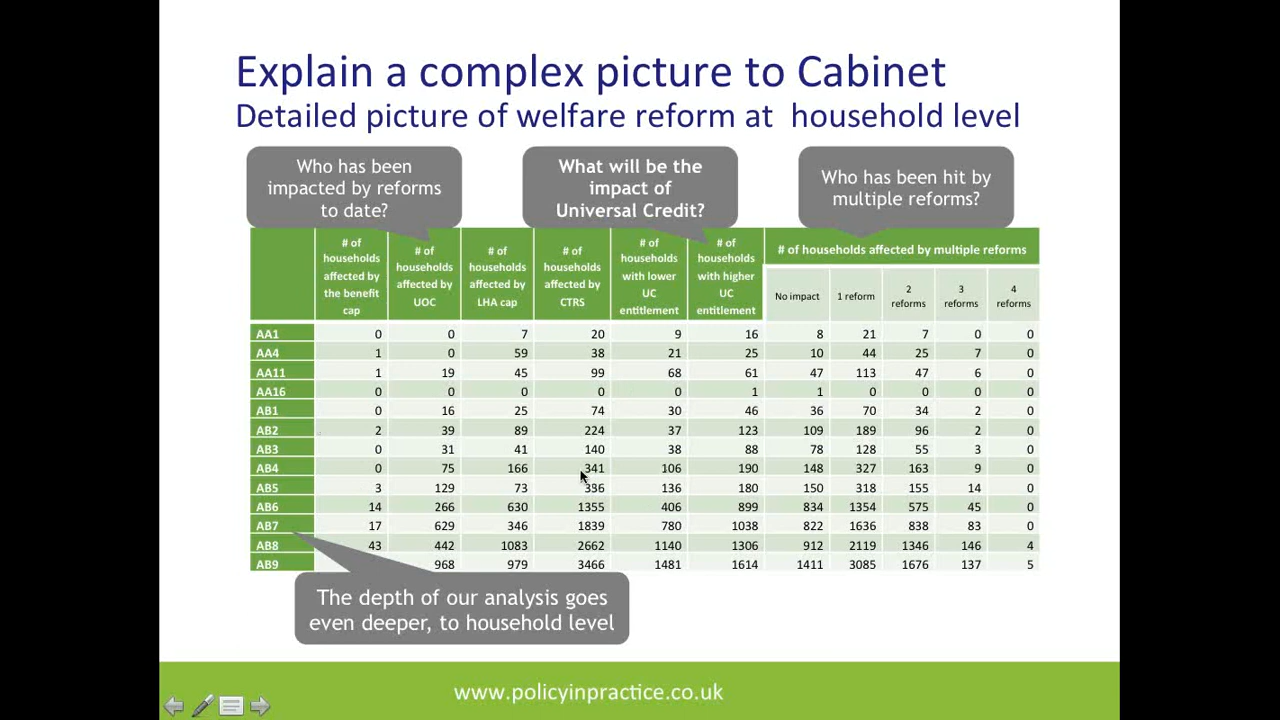 Explain a complex picture to Cabinet
Detailed picture of welfare reform at household level
Who has been
impacted by reforms
to date?
What will be the
impact of
Universal Credit?
Who has been hit by
multiple reforms?
# of
households
affected by
the benefit
cap
# of
households
affected by
UOC
# of
households
affected by
LHA cap
# of
households
affected by
CTRS
# of
households
with lower
UC
entitlement
# of
households
with higher
UC
entitlement
# of households affected by multiple reforms
No impact
1 reform
2
reforms
3
reforms
4
reforms
AA1 0 0 7 20 9 16 8 21 7 0 0
AA4 1 0 59 38 21 25 10 44 25 7 0
AA11 1 19 45 99 68 61 47 113 47 6 0
AA16 0 0 0 0 0 1 1 0 0 0 0
AB1 0 16 25 74 30 46 36 70 34 2 0
AB2 2 39 89 224 37 123 109 189 96 2 0
AB3 0 31 41 140 38 88 78 128 55 3 0
AB4 0 75 166 341 106 190 148 327 163 9 0
AB5 3 129 73 336 136 180 150 318 155 14 0
AB6 14 266 630 1355 406 899 834 1354 575 45 0
AB7 17 629 346 1839 780 1038 822 1636 838 83 0
AB8 43 442 1083 2662 1140 1306 912 2119 1346 146 4
AB9 968 979 3466 1481 1614 1411 3085 1676 137 5
The depth of our analysis goes
even deeper, to household level
www.policyinpractice.co.uk